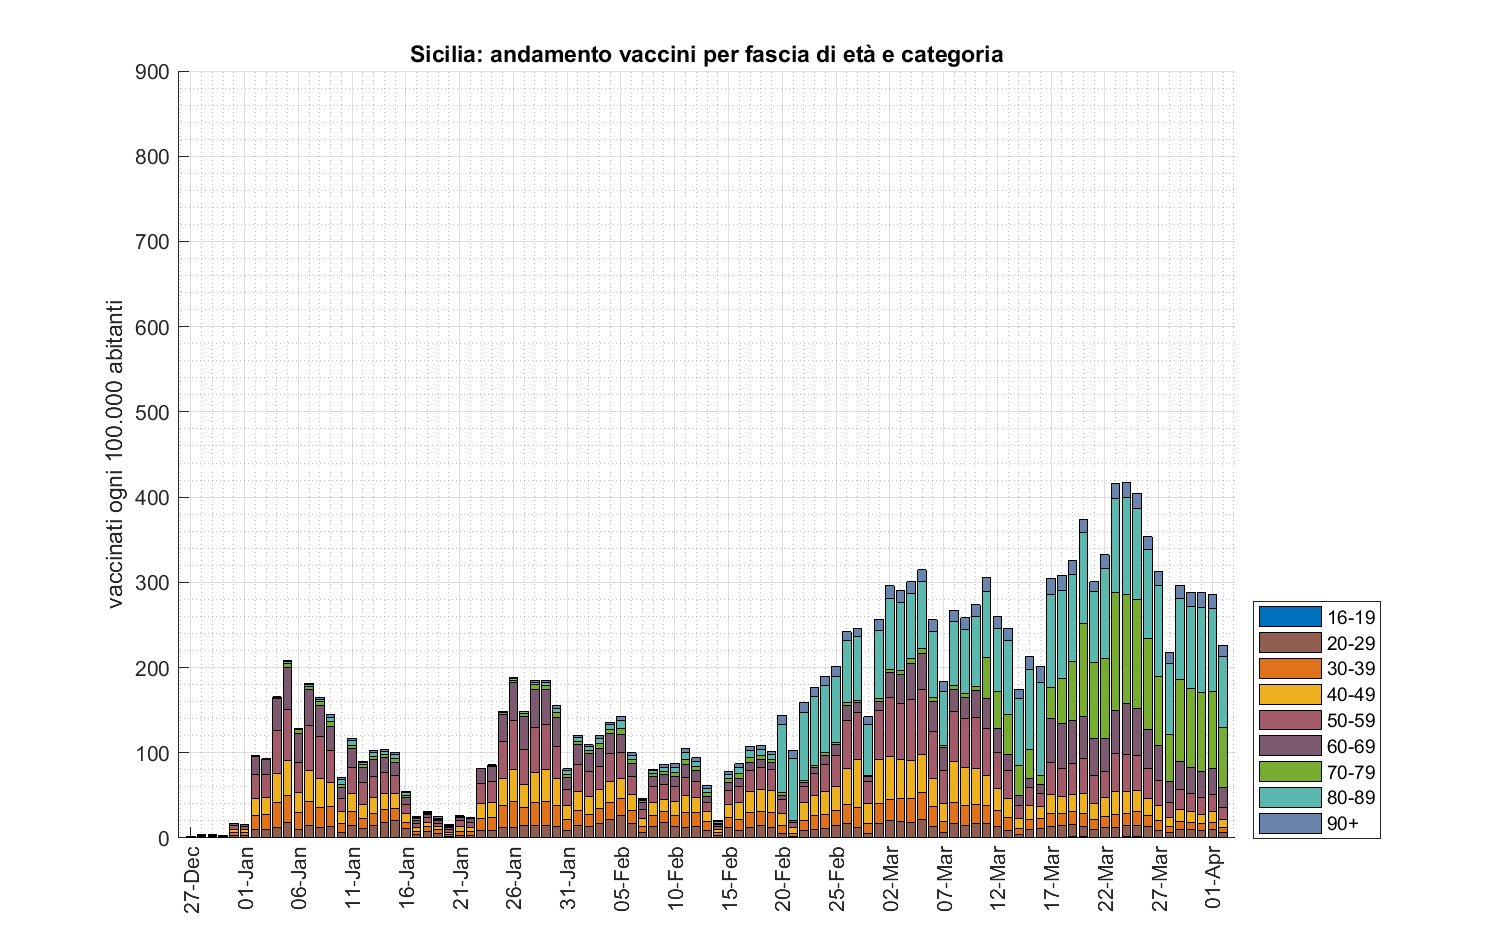 Sicilia: andamento vaccini per fascia di età e categoria
vaccinati ogni 100.000 abitanti
900
800
700
600
500
400
300
200
100
0
27-Dec
01-Jan
06-Jan
11-Jan
16-Jan
21-Jan
26-Jan
31-Jan
05-Feb
10-Feb
15-Feb
20-Feb
25-Feb
02-Mar
07-Mar
12-Mar
17-Mar
22-Mar
27-Mar
01-Apr
16-19
20-29
30-39
40-49
50-59
60-69
70-79
80-89
90+